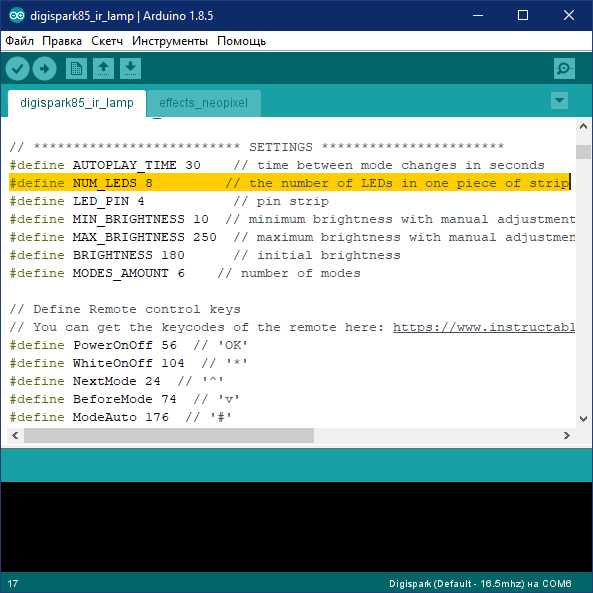 digispark85_ir_lamp | Arduino 1.8.5
Файл Правка Скетч Инструменты Помощь
digispark85_ir_lamp effects_neopixel
// ************************** SETTINGS ***********************
#define AUTOPLAY_TIME 30 // time between mode changes in seconds
#define NUM_LEDS 8 // the number of LEDs in one piece of strip
#define LED_PIN 4 // pin strip
#define MIN_BRIGHTNESS 10 // minimum brightness with manual adjustment
#define MAX_BRIGHTNESS 250 // maximum brightness with manual adjustmen
#define BRIGHTNESS 180 // initial brightness
#define MODES_AMOUNT 6 // number of modes
// Define Remote control keys
// You can get the keycodes of the remote here: https://www.instructabl
#define PowerOnOff 56 // 'OK'
#define WhiteOnOff 104 // '*'
#define NextMode 24 // '^'
#define BeforeMode 74 // 'v'
#define ModeAuto 176 // '#'
17 Digispark (Default - 16.5mhz) на COM6